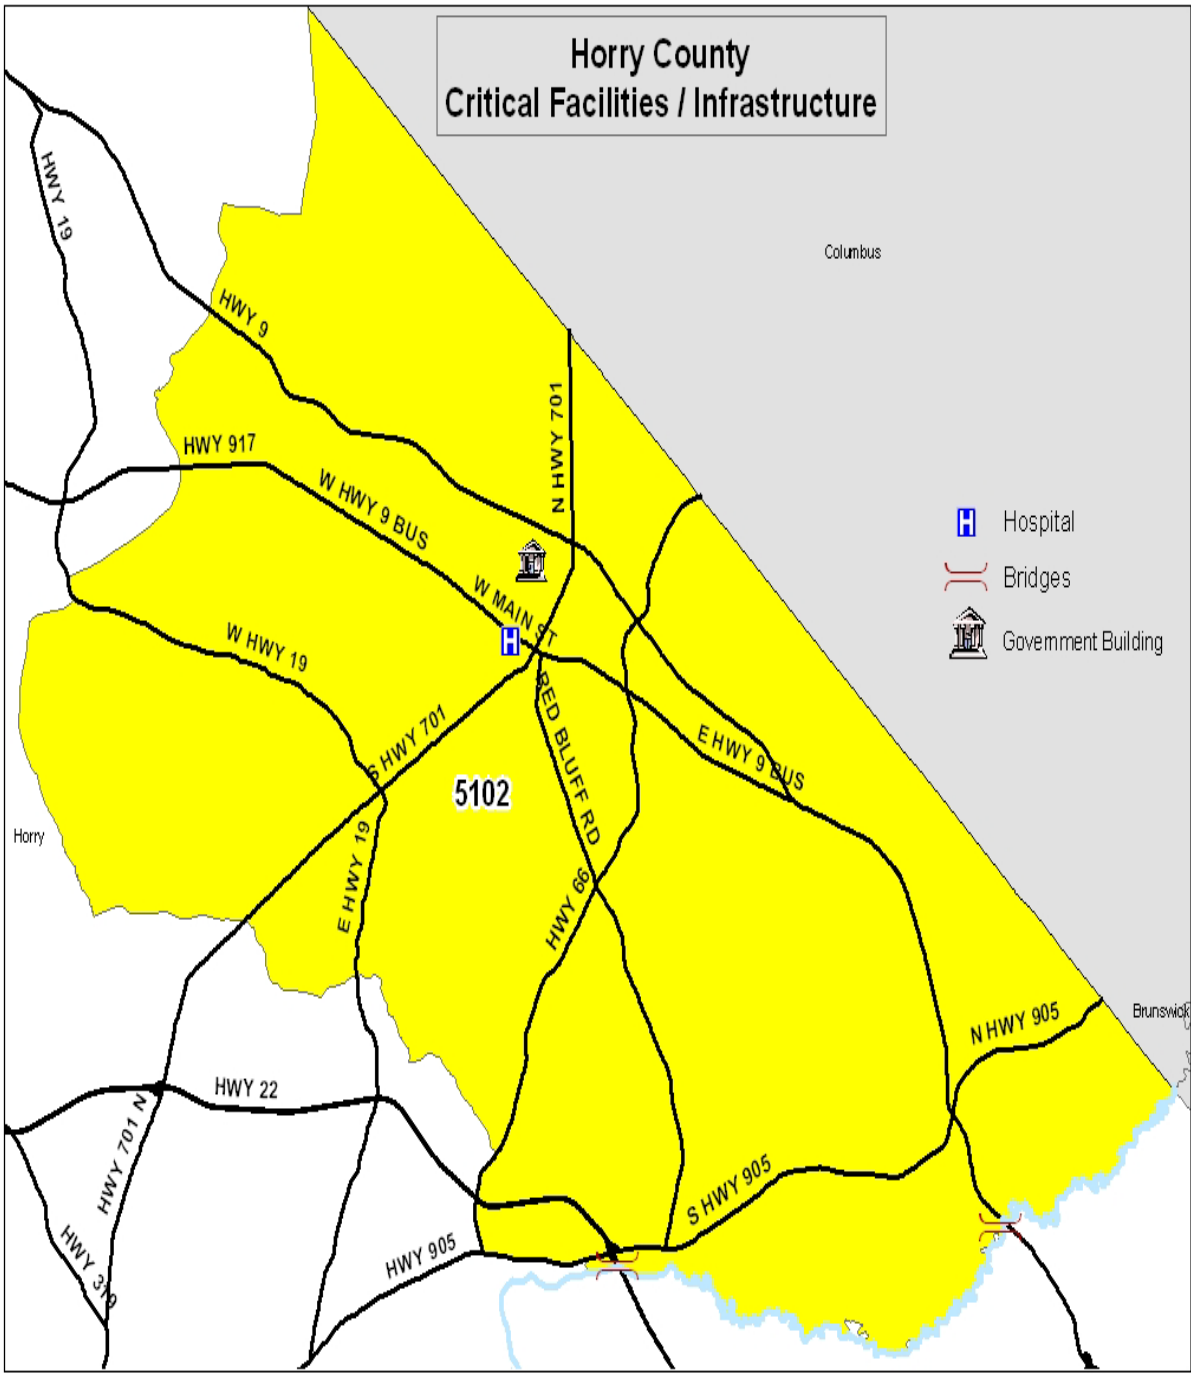 Horry County
Critical Facilities / Infrastructure
HWY 19
Columbus
HWY 9
N HWY 701
HWY 917
W HWY 9 BUS
Hospital
Bridges
W MAIN ST
H
Government Building
W HWY 19
RED BLUFF RD
S HWY 701
E HWY 9 BUS
5102
Horry
E HWY 19
HWY 66
Brunswick
N HWY 905
HWY 22
HWY 701 N
S HWY 905
HWY 905
HWY 319
H